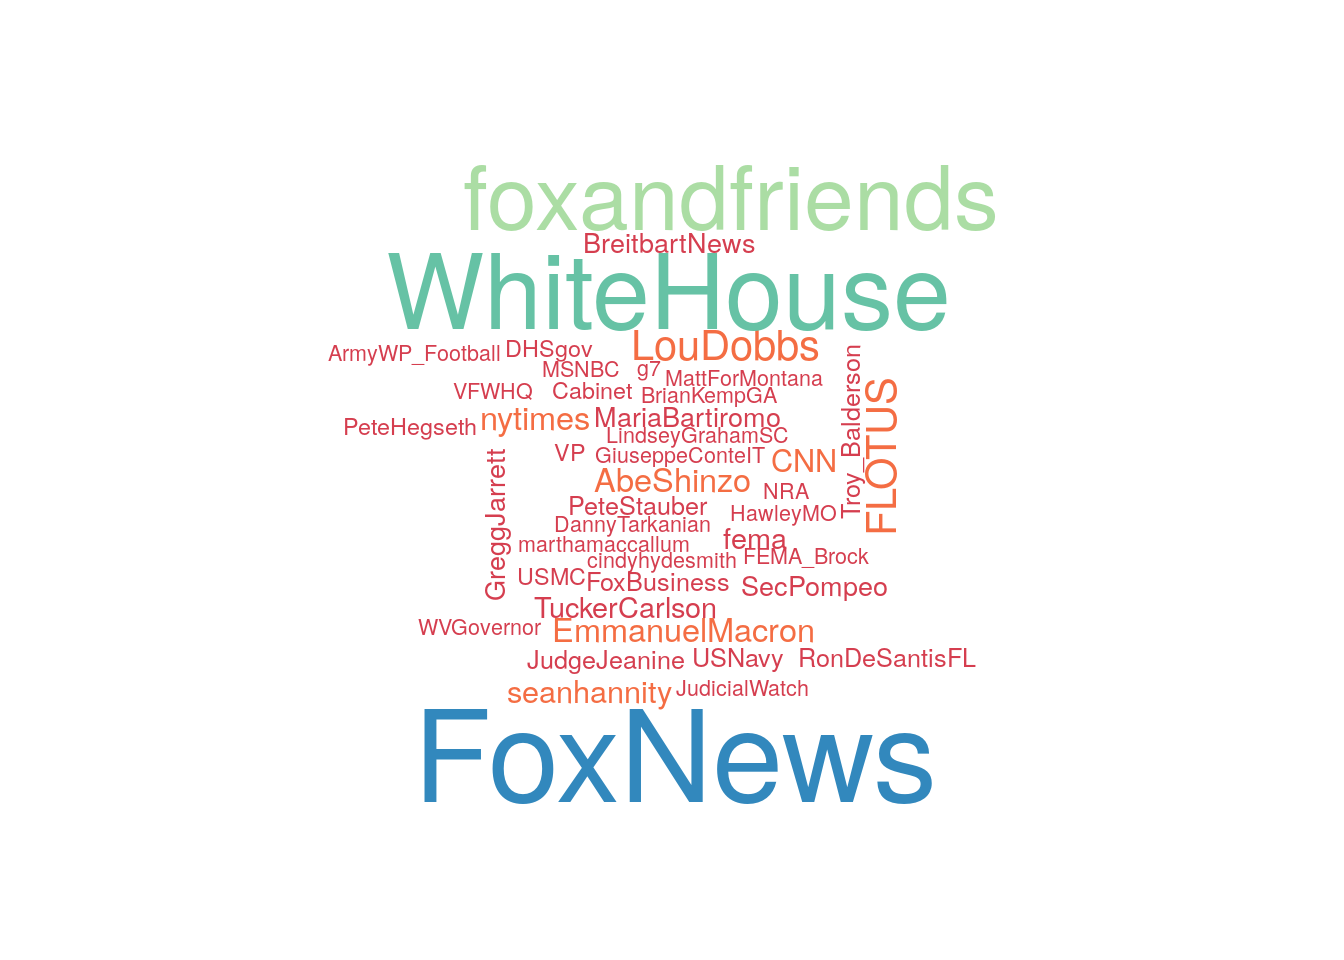 foxandfriends
BreitbartNews
WhiteHouse
LouDobbs
ArmyWP_Football
DHSgov
MSNBC
g7
MattForMontana
VFWHQ
Cabinet
BrianKempGA
Troy_Balderson
FLOTUS
PeteHegseth
nytimes
MariaBartiromo
LindseyGrahamSC
VP
GiuseppeConteIT
CNN
AbeShinzo
NRA
GreggJarrett
PeteStauber
HawleyMO
DannyTarkanian
fema
marthamaccallum
cindyhydesmith
FEMA_Brock
USMC
FoxBusiness
SecPompeo
TuckerCarlson
WVGovernor
EmmanuelMacron
JudgeJeanine
USNavy
RonDeSantisFL
seanhannity
JudicialWatch
FoxNews